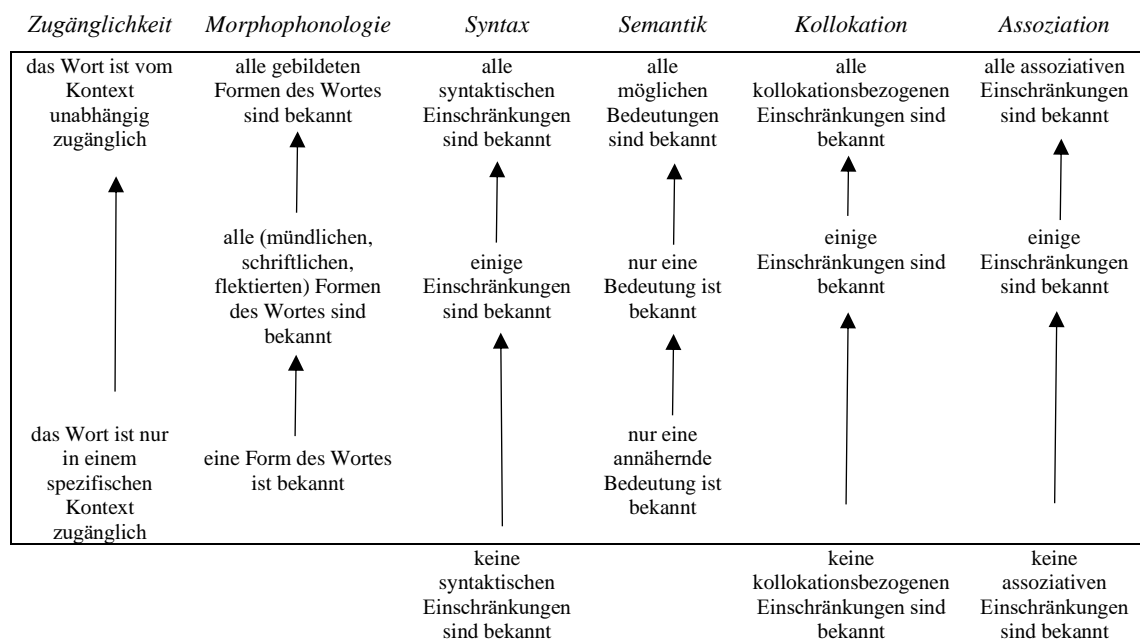 Zugänglichkeit
Morphophonologie
Syntax
Semantik
Kollokation
Assoziation
das Wort ist vom
Kontext
unabhängig
zugänglich
alle gebildeten
Formen des Wortes
sind bekannt
alle
syntaktischen
Einschränkungen
sind bekannt
alle
möglichen
Bedeutungen
sind bekannt
alle
kollokationsbezogenen
Einschränkungen sind
bekannt
alle assoziativen
Einschränkungen
sind bekannt
alle (mündlichen,
schriftlichen,
flektierten) Formen
des Wortes sind
bekannt
einige
Einschränkungen
sind bekannt
nur eine
Bedeutung ist
bekannt
einige
Einschränkungen sind
bekannt
einige
Einschränkungen
sind bekannt
das Wort ist nur
in einem
spezifischen
Kontext
zugänglich
eine Form des Wortes
ist bekannt
nur eine
annähernde
Bedeutung ist
bekannt
keine
syntaktischen
Einschränkungen
sind bekannt
keine
kollokationsbezogenen
Einschränkungen sind
bekannt
keine
assoziativen
Einschränkungen
sind bekannt